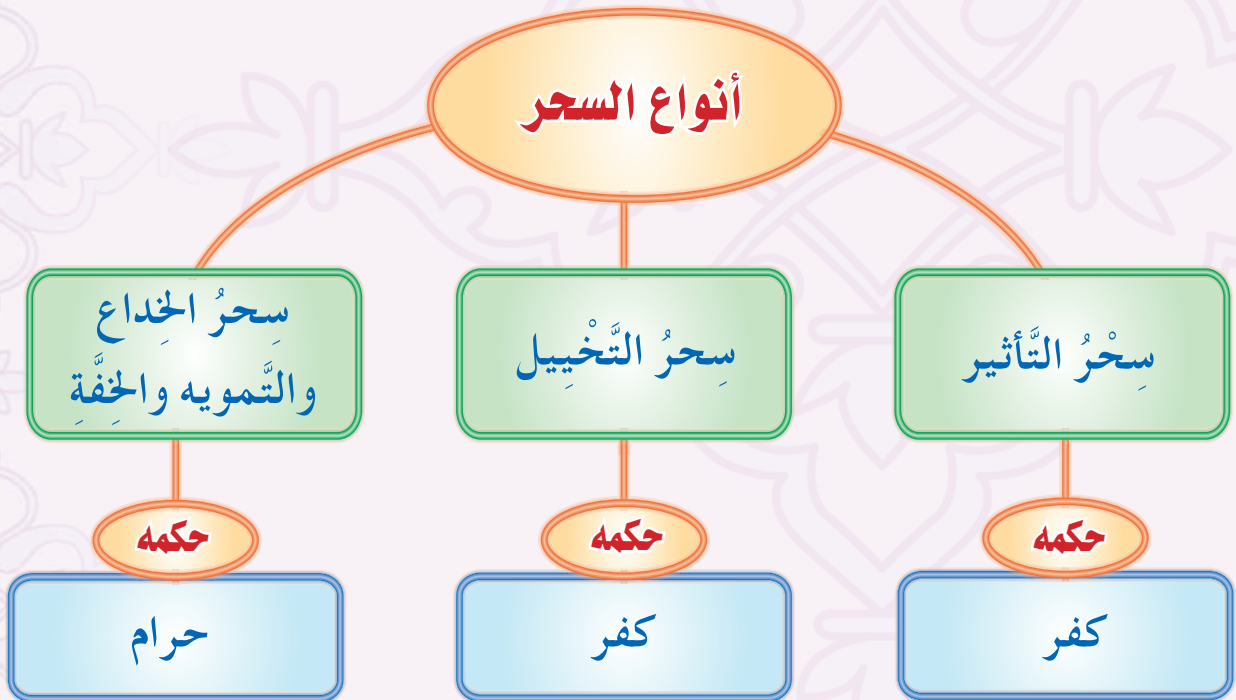 أنواع السحر
سِحْرُ التَّأثير
سِحرُ التَّخْيِيل
سِحرُ الخِداع
والتَّمويه والخِفَّةِ
حكمه
حكمه
حكمه
كفر
كفر
حرام